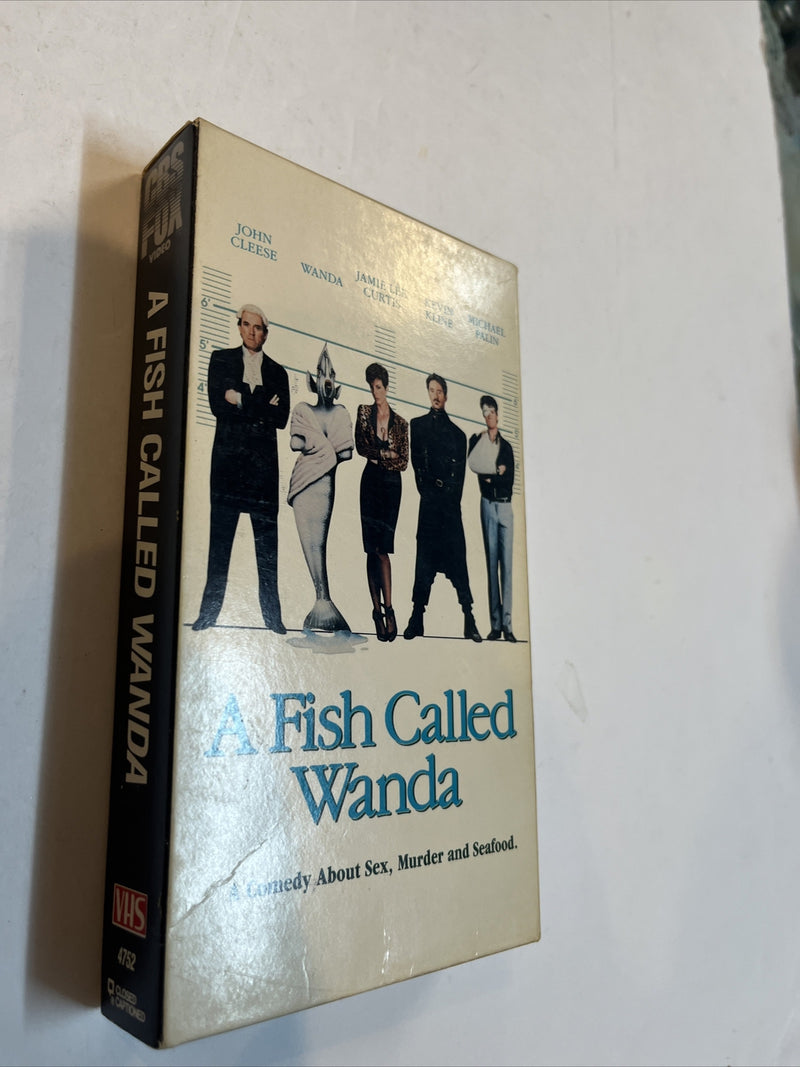 CBS
FOX
VIDEO
A FISH CALLED WANDA
VHS
4752
CLOSED
CAPTIONED
JOHN
CLEESE
WANDA
JAMIE LEE
CURTIS
KEVIN
KLINE
MICHAEL
PALIN
6'
5'
4'
A Fish Called
Wanda
A Comedy About Sex, Murder and Seafood.